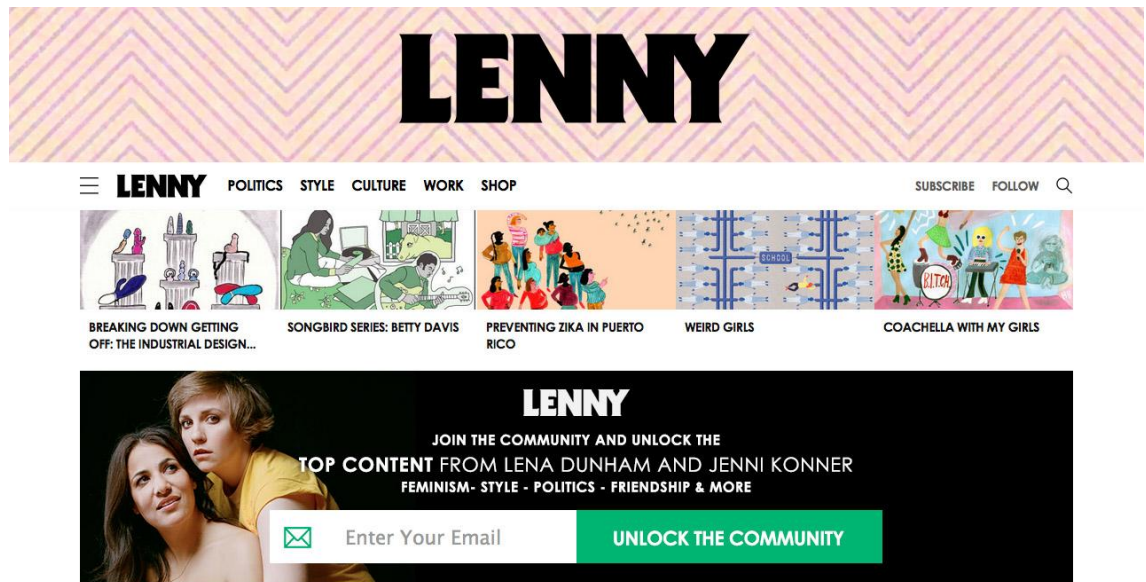 LENNY
LENNY
POLITICS STYLE CULTURE WORK SHOP
SUBSCRIBE FOLLOW
SCHOOL
B.I.T.C.H.
BREAKING DOWN GETTING
OFF: THE INDUSTRIAL DESIGN...
SONGBIRD SERIES: BETTY DAVIS
PREVENTING ZIKA IN PUERTO
RICO
WEIRD GIRLS
COACHELLA WITH MY GIRLS
LENNY
JOIN THE COMMUNITY AND UNLOCK THE
TOP CONTENT FROM LENA DUNHAM AND JENNI KONNER
FEMINISM- STYLE - POLITICS - FRIENDSHIP & MORE
Enter Your Email
UNLOCK THE COMMUNITY